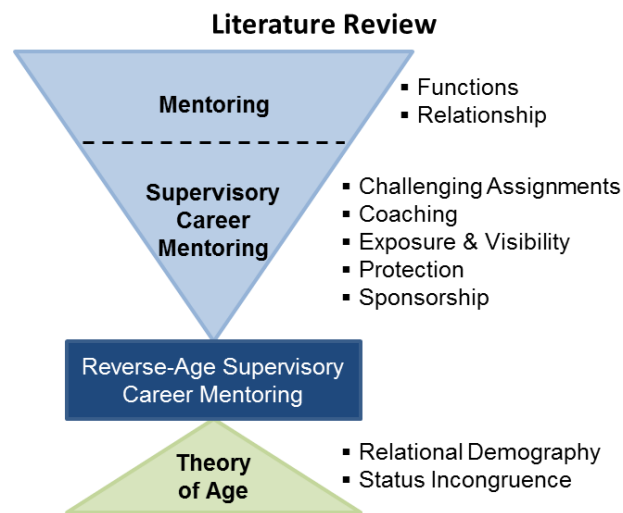 Literature Review
Mentoring
▪ Functions
▪ Relationship
Supervisory
Career
Mentoring
▪ Challenging Assignments
▪ Coaching
▪ Exposure & Visibility
▪ Protection
▪ Sponsorship
Reverse-Age Supervisory
Career Mentoring
Theory
of Age
▪ Relational Demography
▪ Status Incongruence